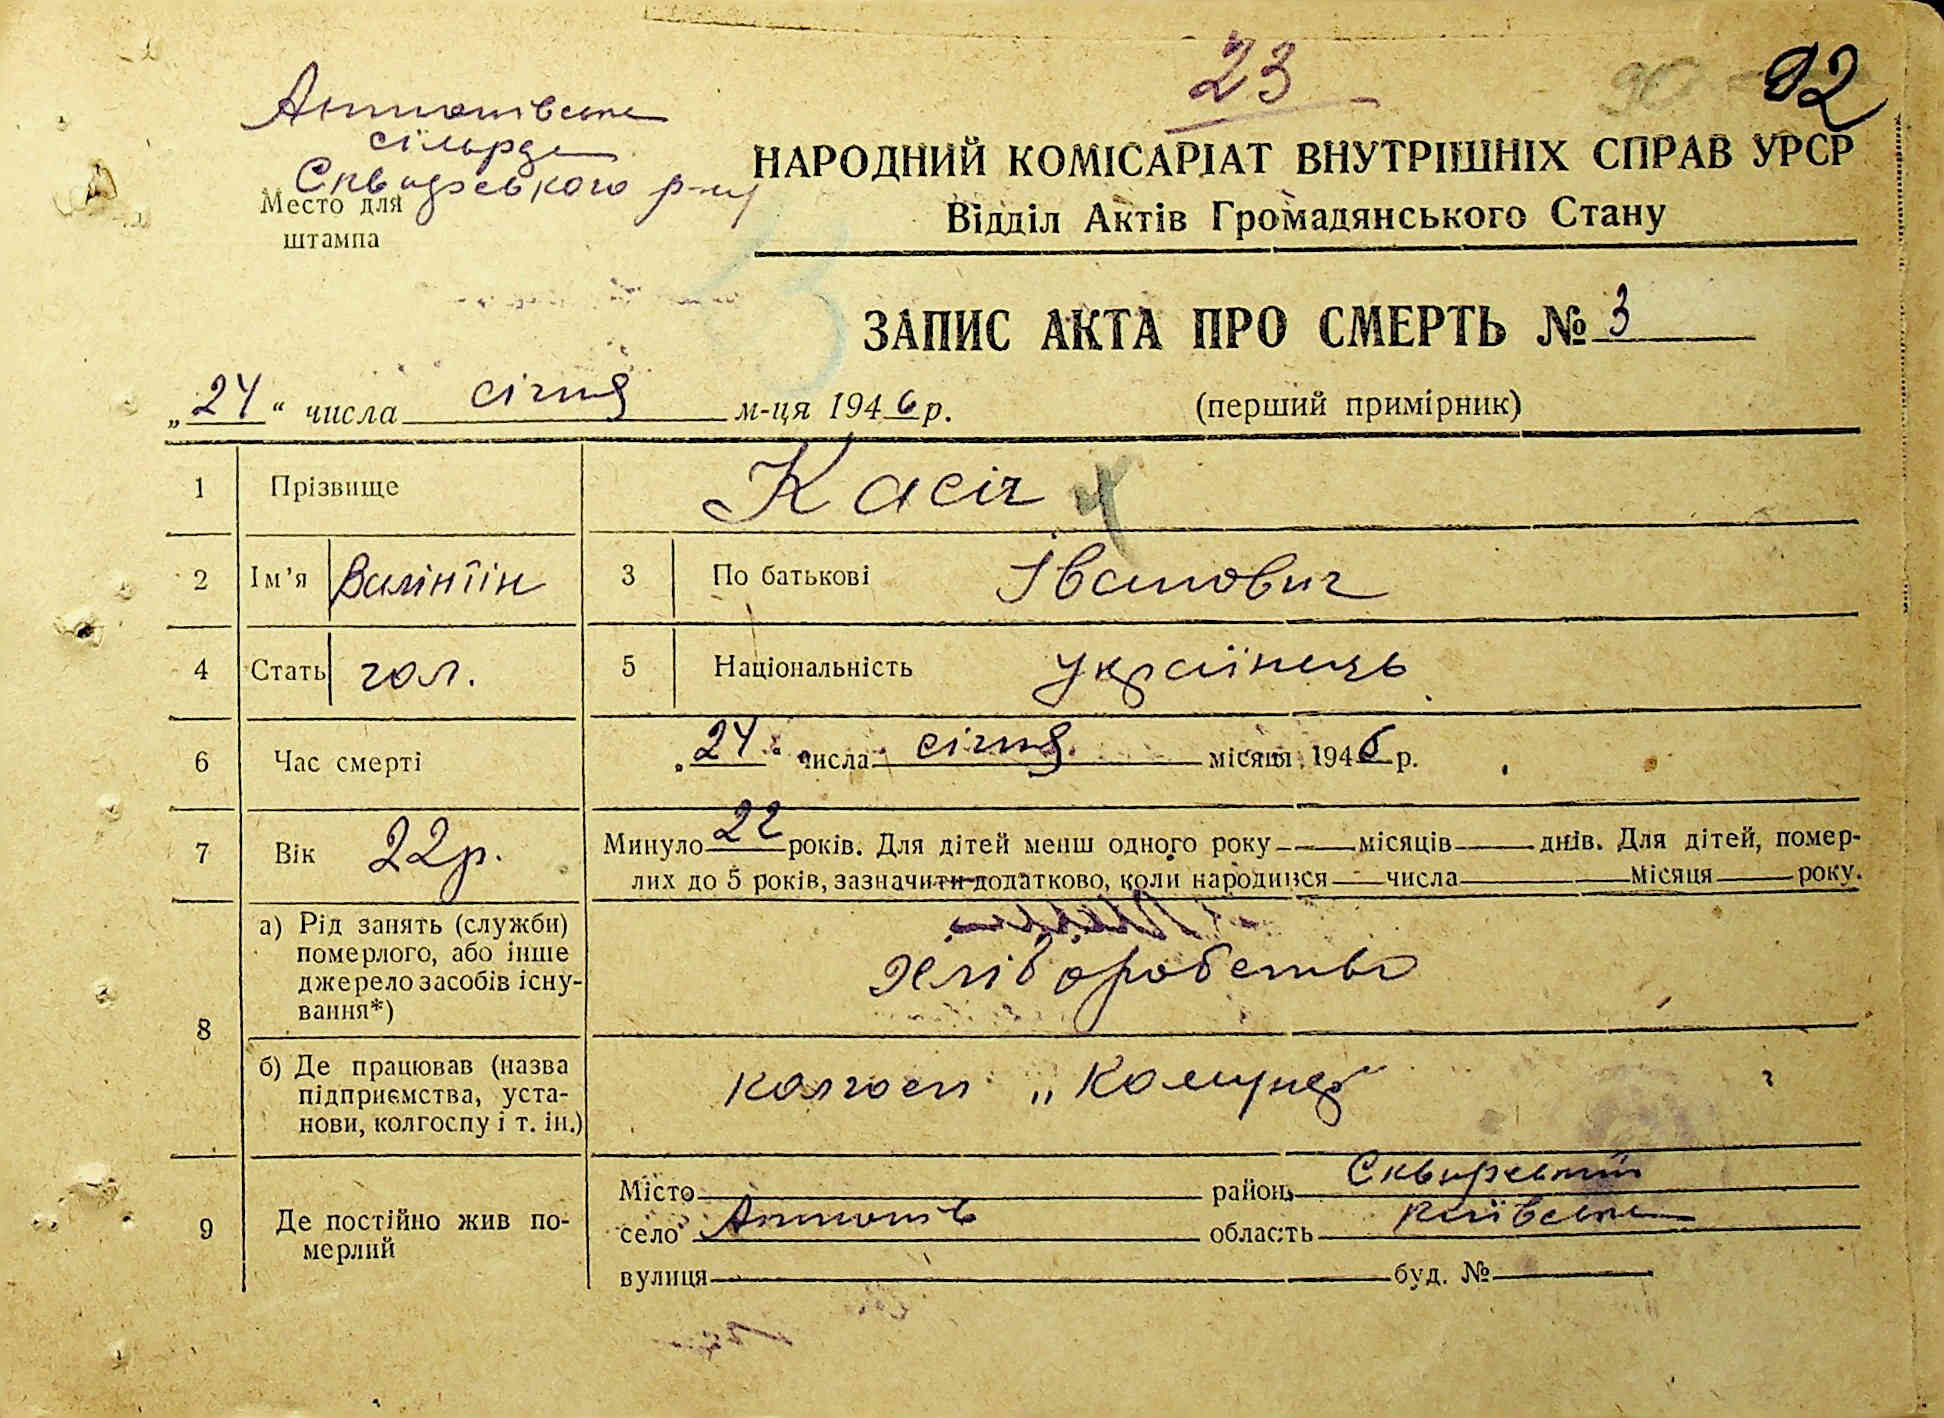 23
90 92
Антонівська
сільрада
Сквирського р-ну
Место для
штампа
НАРОДНИЙ КОМІСАРІАТ ВНУТРІШНІХ СПРАВ УРСР
Відділ Актів Громадянського Стану
ЗАПИС АКТА ПРО СМЕРТЬ № 3
„24“ числа січня м-ця 1946 р.
(перший примірник)
1 Прізвище Касіч
2 Ім’я Валінтін 3 По батькові Іванович
4 Стать чол. 5 Національність українець
6 Час смерті „24“ числа січня місяця 1946 р.
7 Вік 22 р. Минуло 22 років. Для дітей менш одного року — місяців — днів. Для дітей, помер-
лих до 5 років, зазначити додатково, коли народився — числа — місяця — року.
8 а) Рід занять (служби)
померлого, або інше
джерело засобів існу-
вання*)
хліборобство
б) Де працював (назва
підприємства, уста-
нови, колгоспу і т. ін.)
колгосп „Комунар
9 Де постійно жив по-
мерлий
Місто район Сквирський
село Антонів область Київська
вулиця буд. №